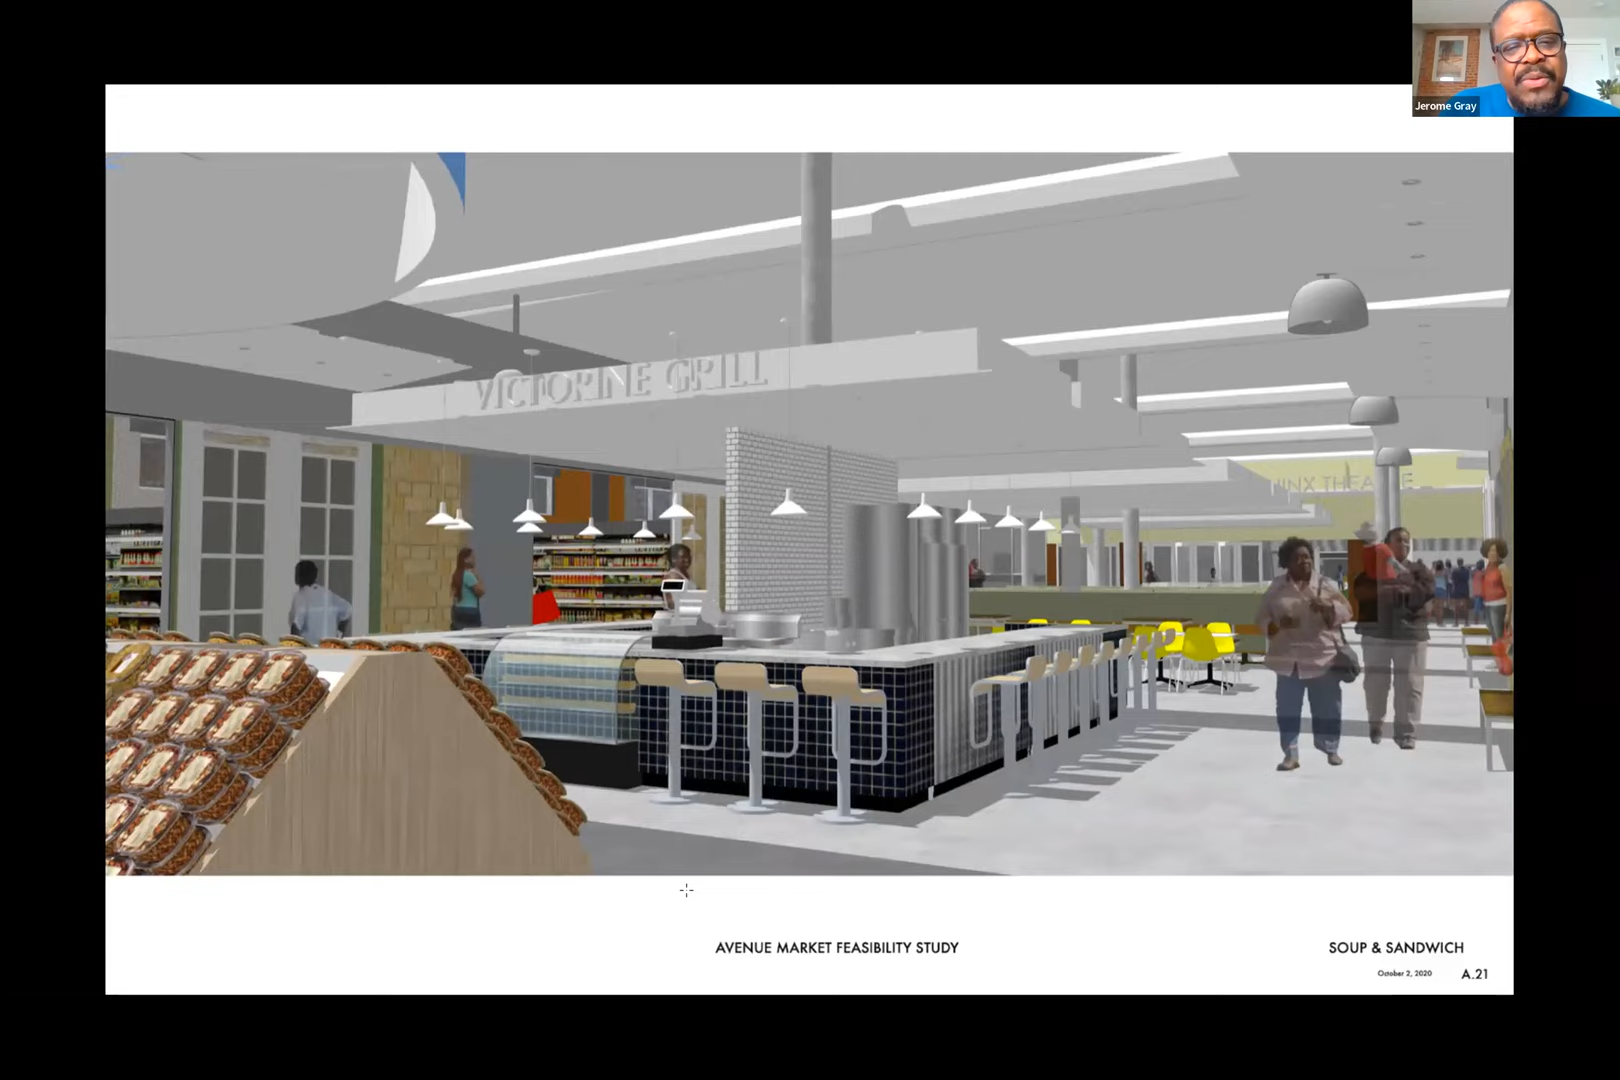 Jerome Gray
VICTORINE GRILL
AVENUE MARKET FEASIBILITY STUDY
SOUP & SANDWICH
October 2, 2020
A.21